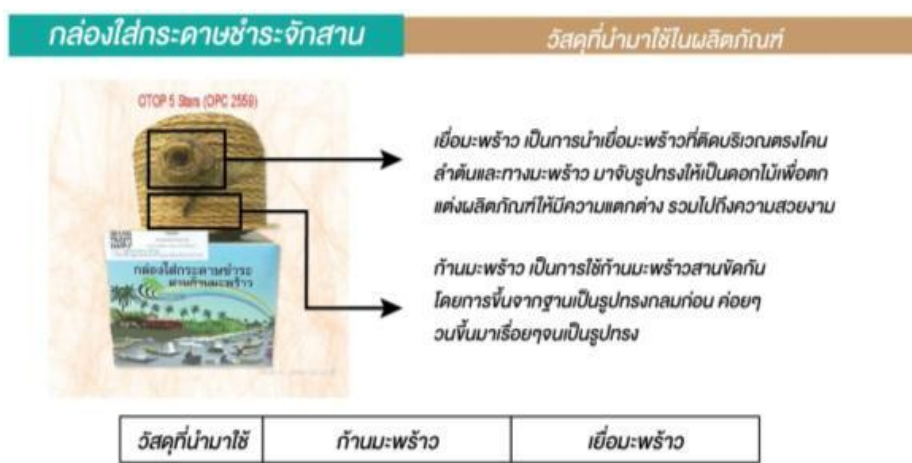 กล่องใส่กระดาษชำระจักสาน
วัสดุที่นำมาใช้ในผลิตภัณฑ์
OTOP 5 Stars (OPC 2559)
เยื่อมะพร้าว เป็นการนำเยื่อมะพร้าวที่ติดบริเวณตรงโคน
ลำต้นและทางมะพร้าว มาจับรูปทรงให้เป็นดอกไม้เพื่อตก
แต่งผลิตภัณฑ์ให้มีความแตกต่าง รวมไปถึงความสวยงาม
กล่องใส่กระดาษชำระ
สานก้านมะพร้าว
ก้านมะพร้าว เป็นการใช้ก้านมะพร้าวสานขัดกัน
โดยการขึ้นจากฐานเป็นรูปทรงกลมก่อน ค่อยๆ
วนขึ้นมาเรื่อยๆจนเป็นรูปทรง
วัสดุที่นำมาใช้ ก้านมะพร้าว เยื่อมะพร้าว